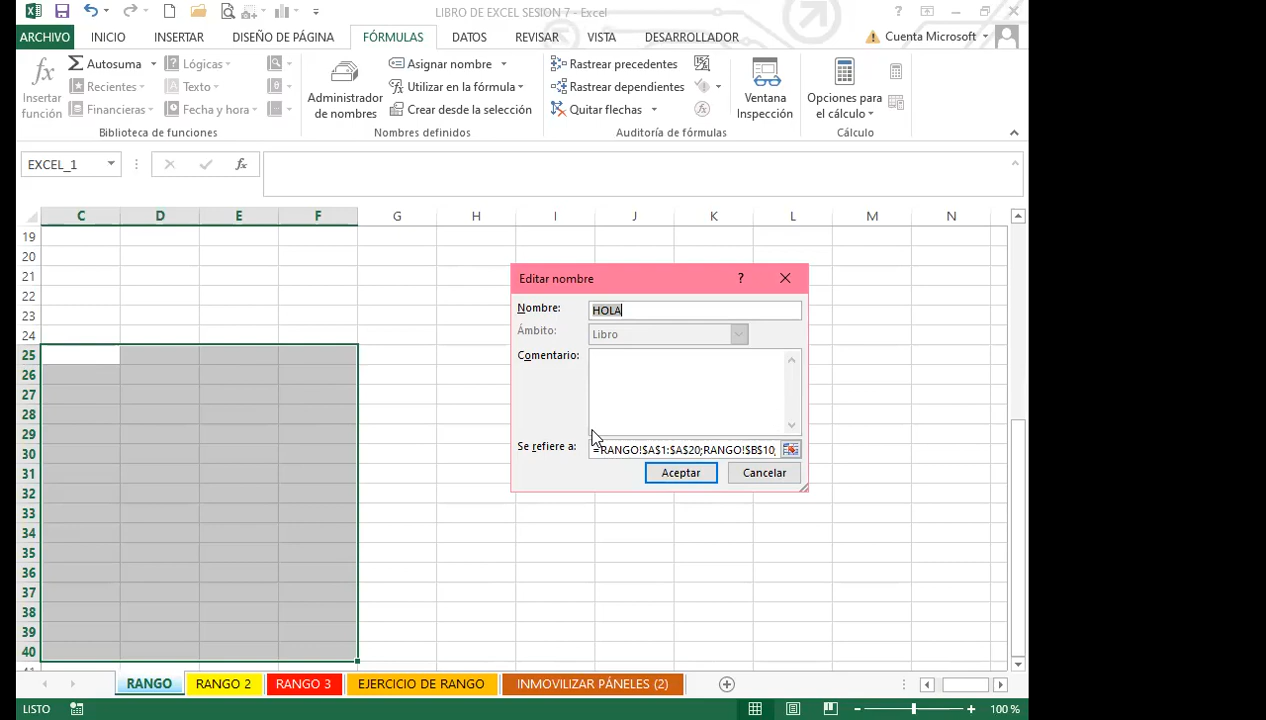 LIBRO DE EXCEL SESION 7 - Excel
ARCHIVO INICIO INSERTAR DISEÑO DE PÁGINA FÓRMULAS DATOS REVISAR VISTA DESARROLLADOR Cuenta Microsoft
Insertar función
Autosuma
Recientes
Financieras
Lógicas
Texto
Fecha y hora
Biblioteca de funciones
Administrador de nombres
Asignar nombre
Utilizar en la fórmula
Crear desde la selección
Nombres definidos
Rastrear precedentes
Rastrear dependientes
Quitar flechas
Auditoría de fórmulas
Ventana Inspección
Opciones para el cálculo
Cálculo
EXCEL_1
fx
C D E F G H I J K L M N
19
20
21
22
23
24
25
26
27
28
29
30
31
32
33
34
35
36
37
38
39
40
Editar nombre ?
Nombre: HOLA
Ámbito: Libro
Comentario:
Se refiere a: =RANGO!$A$1:$A$20;RANGO!$B$10
Aceptar Cancelar
RANGO RANGO 2 RANGO 3 EJERCICIO DE RANGO INMOVILIZAR PÁNELES (2)
LISTO 100 %